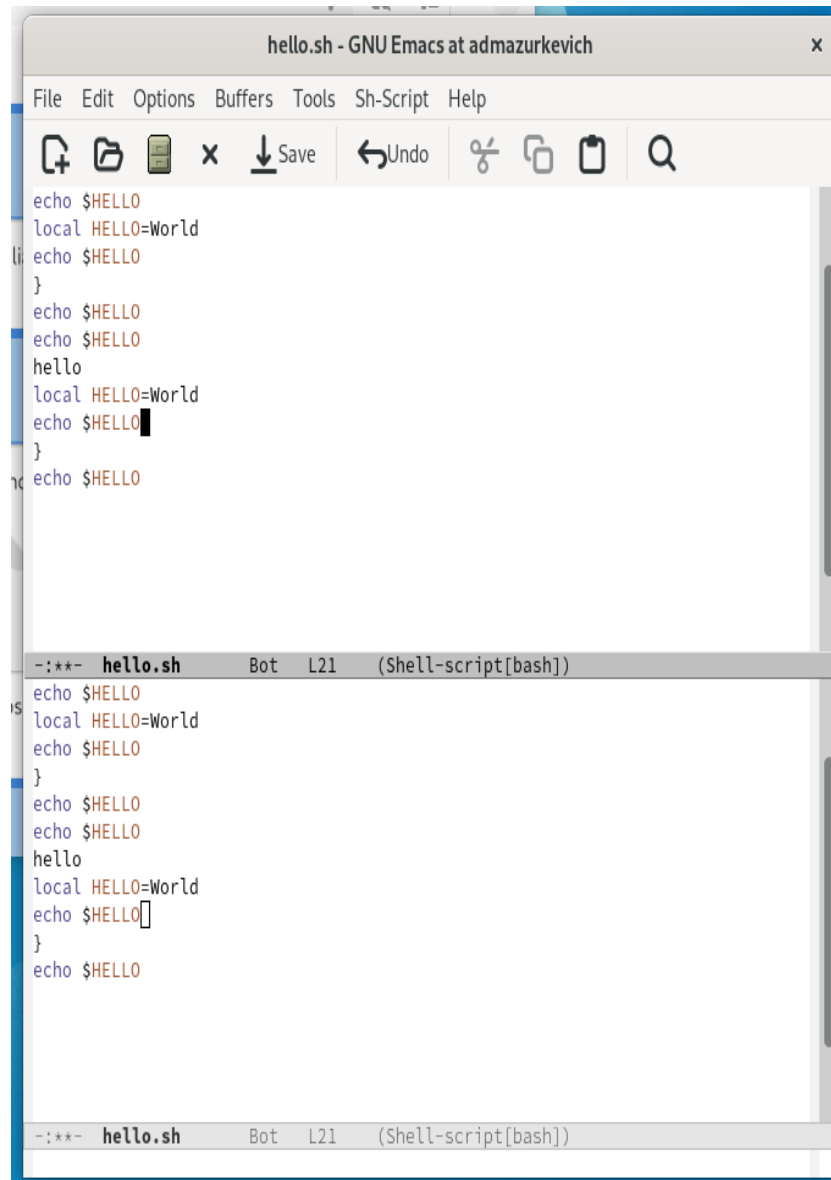 hello.sh - GNU Emacs at admazurkevich ×
File Edit Options Buffers Tools Sh-Script Help
Save Undo
echo $HELLO
local HELLO=World
echo $HELLO
}
echo $HELLO
echo $HELLO
hello
local HELLO=World
echo $HELLO
}
echo $HELLO
-:**- hello.sh Bot L21 (Shell-script[bash])
echo $HELLO
local HELLO=World
echo $HELLO
}
echo $HELLO
echo $HELLO
hello
local HELLO=World
echo $HELLO
}
echo $HELLO
-:**- hello.sh Bot L21 (Shell-script[bash])